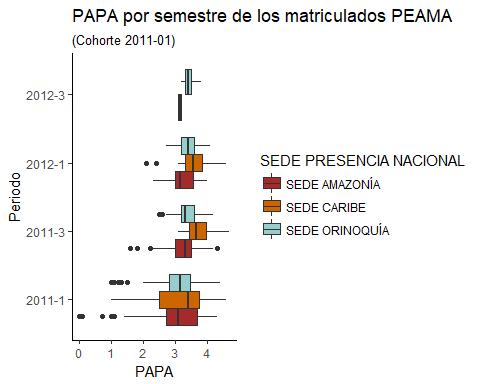 PAPA por semestre de los matriculados PEAMA
(Cohorte 2011-01)
2012-3
2012-1
2011-3
2011-1
Periodo
0 1 2 3 4
PAPA
SEDE PRESENCIA NACIONAL
SEDE AMAZONÍA
SEDE CARIBE
SEDE ORINOQUÍA